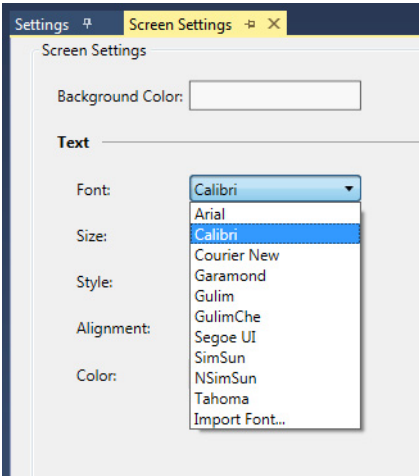 Settings Screen Settings
Screen Settings
Background Color:
Text
Font: Calibri
Arial
Size: Calibri
Courier New
Garamond
Style: Gulim
GulimChe
Alignment: Segoe UI
SimSun
Color: NSimSun
Tahoma
Import Font...